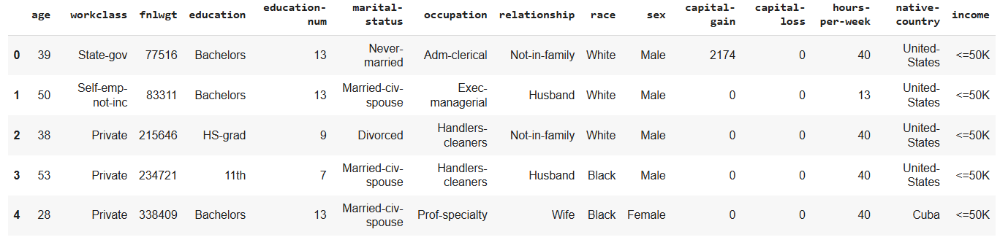 age workclass fnlwgt education education-num marital-status occupation relationship race sex capital-gain capital-loss hours-per-week native-country income
0 39 State-gov 77516 Bachelors 13 Never-married Adm-clerical Not-in-family White Male 2174 0 40 United-States <=50K
1 50 Self-emp-not-inc 83311 Bachelors 13 Married-civ-spouse Exec-managerial Husband White Male 0 0 13 United-States <=50K
2 38 Private 215646 HS-grad 9 Divorced Handlers-cleaners Not-in-family White Male 0 0 40 United-States <=50K
3 53 Private 234721 11th 7 Married-civ-spouse Handlers-cleaners Husband Black Male 0 0 40 United-States <=50K
4 28 Private 338409 Bachelors 13 Married-civ-spouse Prof-specialty Wife Black Female 0 0 40 Cuba <=50K